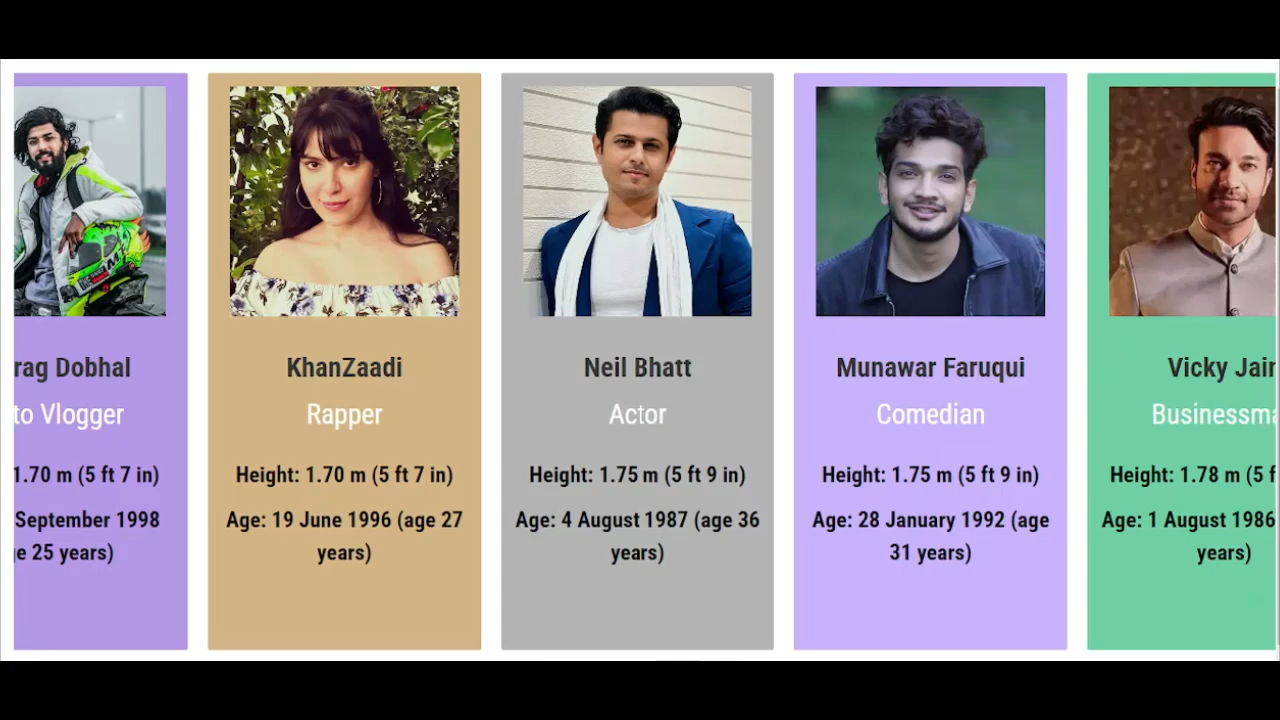 rag Dobhal
to Vlogger
1.70 m (5 ft 7 in)
September 1998
e 25 years)
KhanZaadi
Rapper
Height: 1.70 m (5 ft 7 in)
Age: 19 June 1996 (age 27
years)
Neil Bhatt
Actor
Height: 1.75 m (5 ft 9 in)
Age: 4 August 1987 (age 36
years)
Munawar Faruqui
Comedian
Height: 1.75 m (5 ft 9 in)
Age: 28 January 1992 (age
31 years)
Vicky Jain
Businessma
Height: 1.78 m (5 f
Age: 1 August 1986
years)